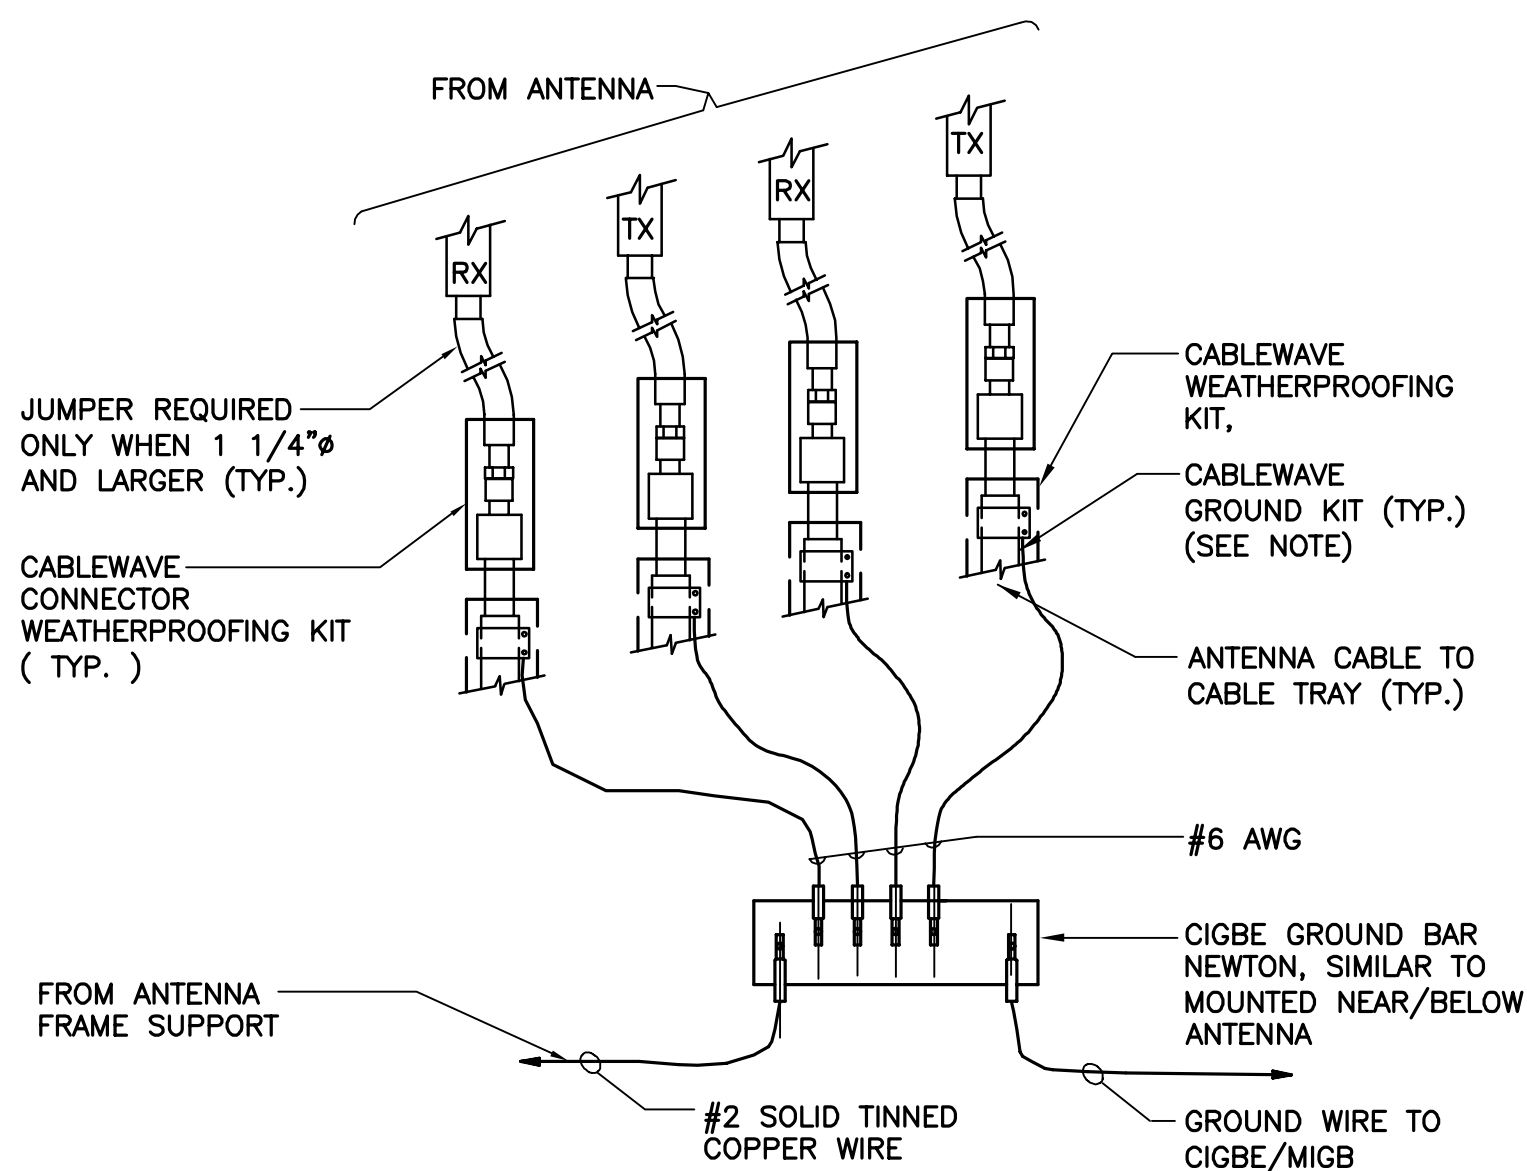 FROM ANTENNA
TX
RX
TX
RX
JUMPER REQUIRED
ONLY WHEN 1 1/4"ø
AND LARGER (TYP.)
CABLEWAVE
CONNECTOR
WEATHERPROOFING KIT
( TYP. )
CABLEWAVE
WEATHERPROOFING
KIT,
CABLEWAVE
GROUND KIT (TYP.)
(SEE NOTE)
ANTENNA CABLE TO
CABLE TRAY (TYP.)
#6 AWG
CIGBE GROUND BAR
NEWTON, SIMILAR TO
MOUNTED NEAR/BELOW
ANTENNA
FROM ANTENNA
FRAME SUPPORT
#2 SOLID TINNED
COPPER WIRE
GROUND WIRE TO
CIGBE/MIGB